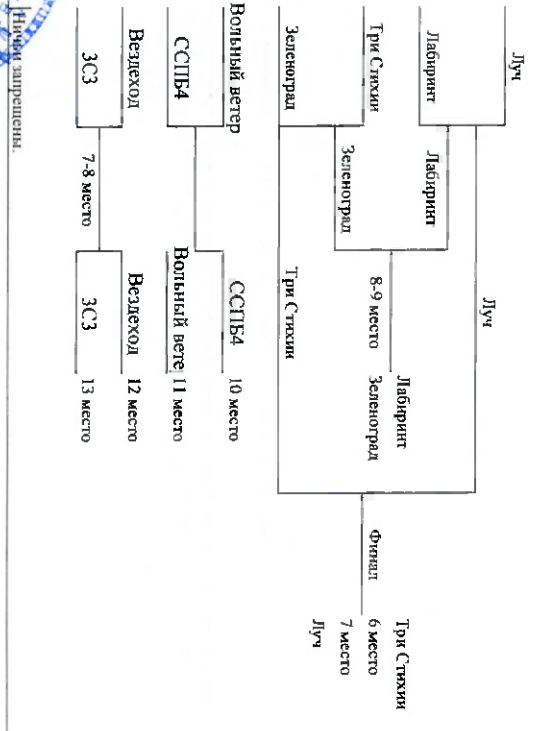 Луч
Лабиринт
Луч
Лабиринт
Три Стихии
Зеленоград
Зеленоград
8-9 место
Лабиринт
Зеленоград
Три Стихии
Финал
Три Стихии
6 место
7 место
Луч
Вольный ветер
ССПБ4
ССПБ4
10 место
Вольный вете
11 место
Вездеход
ЗСЗ
7-8 место
Вездеход
12 место
ЗСЗ
13 место
Ничьи запрещены.